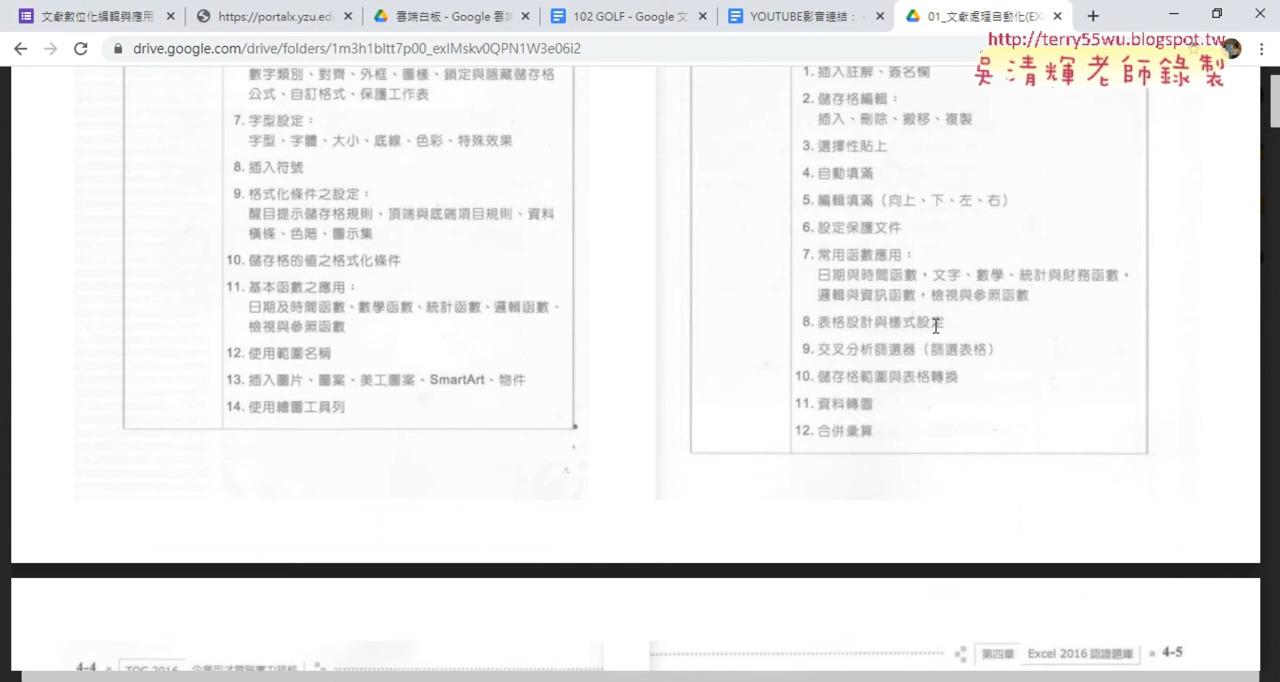 文獻數位化編輯與應用
https://portalx.yzu.ed
雲端白板 - Google 雲
102 GOLF - Google 文
YOUTUBE影音連結：
01_文獻處理自動化(EX
drive.google.com/drive/folders/1m3h1bltt7p00_exlMskv0QPN1W3e06i2
http://terry55wu.blogspot.tw
吳清輝老師錄製
數字類別、對齊、外框、圖樣、鎖定與隱藏儲存格
公式、自訂格式、保護工作表
7. 字型設定：
字型、字體、大小、底線、色彩、特殊效果
8. 插入符號
9. 格式化條件之設定：
醒目提示儲存格規則、頂端與底端項目規則、資料
橫條、色階、圖示集
10. 儲存格的值之格式化條件
11. 基本函數之應用：
日期及時間函數、數學函數、統計函數、邏輯函數、
檢視與參照函數
12. 使用範圍名稱
13. 插入圖片、圖案、美工圖案、SmartArt、物件
14. 使用繪圖工具列
1. 插入註解、簽名欄
2. 儲存格編輯：
插入、刪除、搬移、複製
3. 選擇性貼上
4. 自動填滿
5. 編輯填滿（向上、下、左、右）
6. 設定保護文件
7. 常用函數應用：
日期與時間函數，文字、數學、統計與財務函數，
邏輯與資訊函數，檢視與參照函數
8. 表格設計與樣式設定
9. 交叉分析篩選器（篩選表格）
10. 儲存格範圍與表格轉換
11. 資料轉置
12. 合併彙算
4-4
TQC 2016
第四章 Excel 2016 認證題庫 4-5